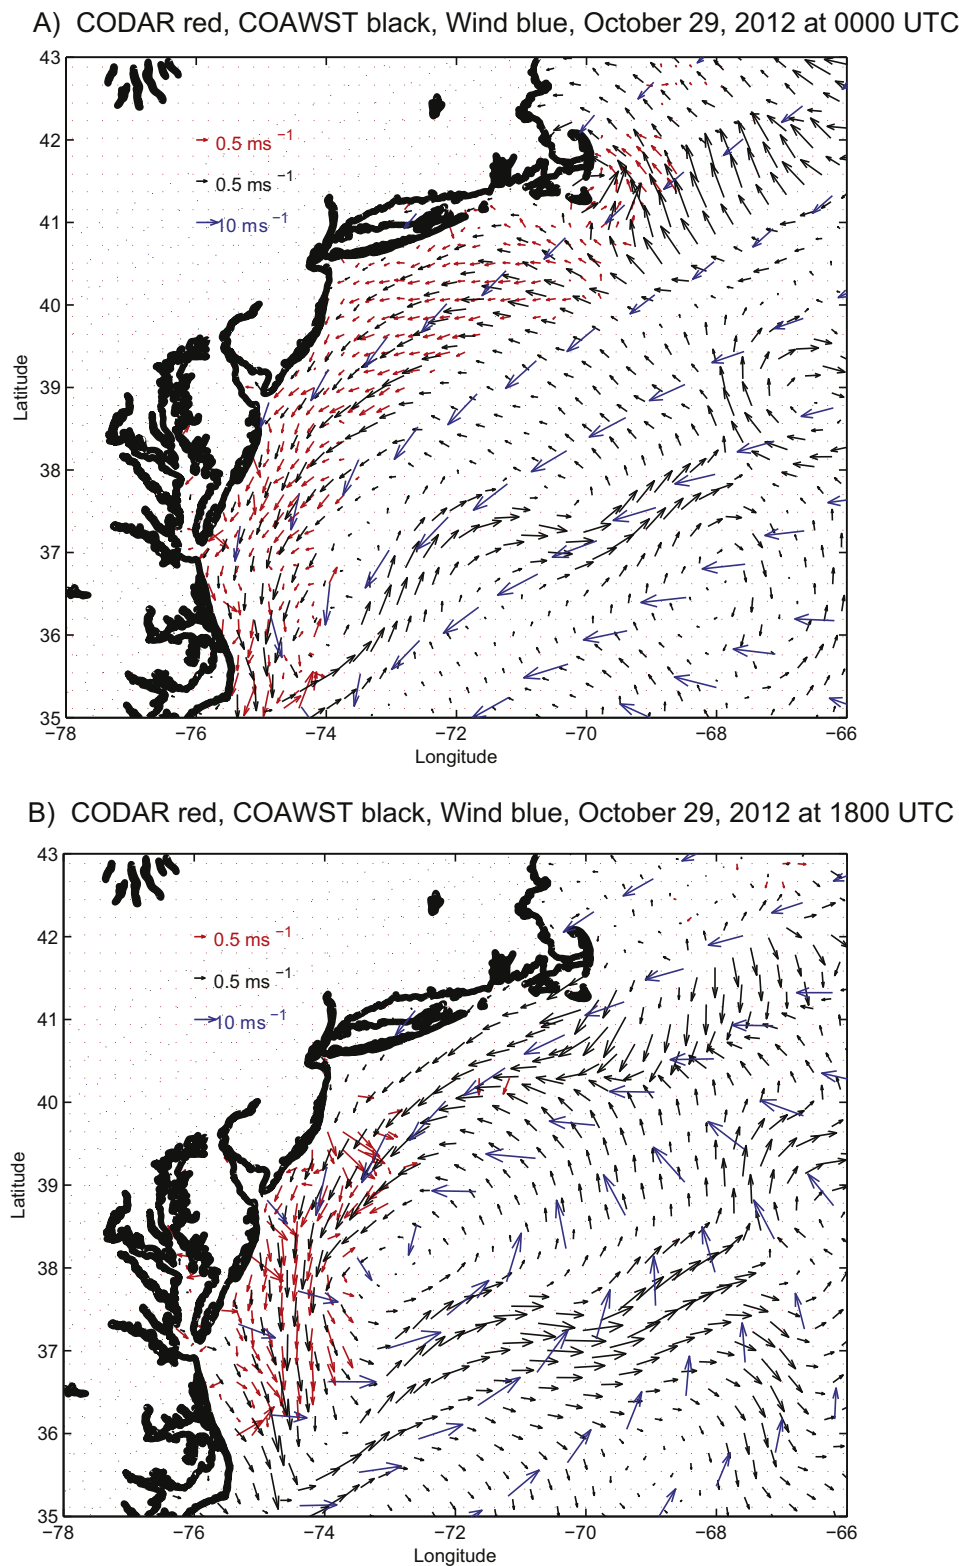 A) CODAR red, COAWST black, Wind blue, October 29, 2012 at 0000 UTC
43
42
41
40
39
38
37
36
35
Latitude
0.5 ms⁻¹
0.5 ms⁻¹
10 ms⁻¹
−78 −76 −74 −72 −70 −68 −66
Longitude
B) CODAR red, COAWST black, Wind blue, October 29, 2012 at 1800 UTC
43
42
41
40
39
38
37
36
35
Latitude
0.5 ms⁻¹
0.5 ms⁻¹
10 ms⁻¹
−78 −76 −74 −72 −70 −68 −66
Longitude